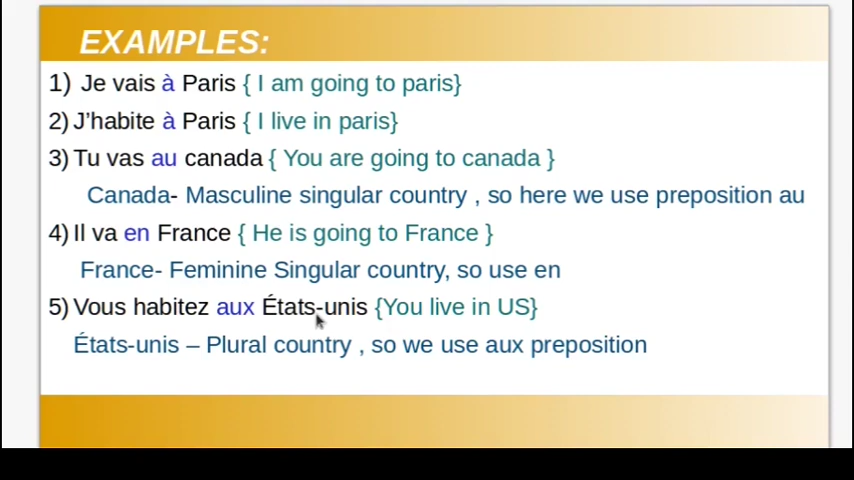 EXAMPLES:
1) Je vais à Paris { I am going to paris}
2) J’habite à Paris { I live in paris}
3) Tu vas au canada { You are going to canada }
Canada- Masculine singular country , so here we use preposition au
4) Il va en France { He is going to France }
France- Feminine Singular country, so use en
5) Vous habitez aux États-unis {You live in US}
États-unis – Plural country , so we use aux preposition